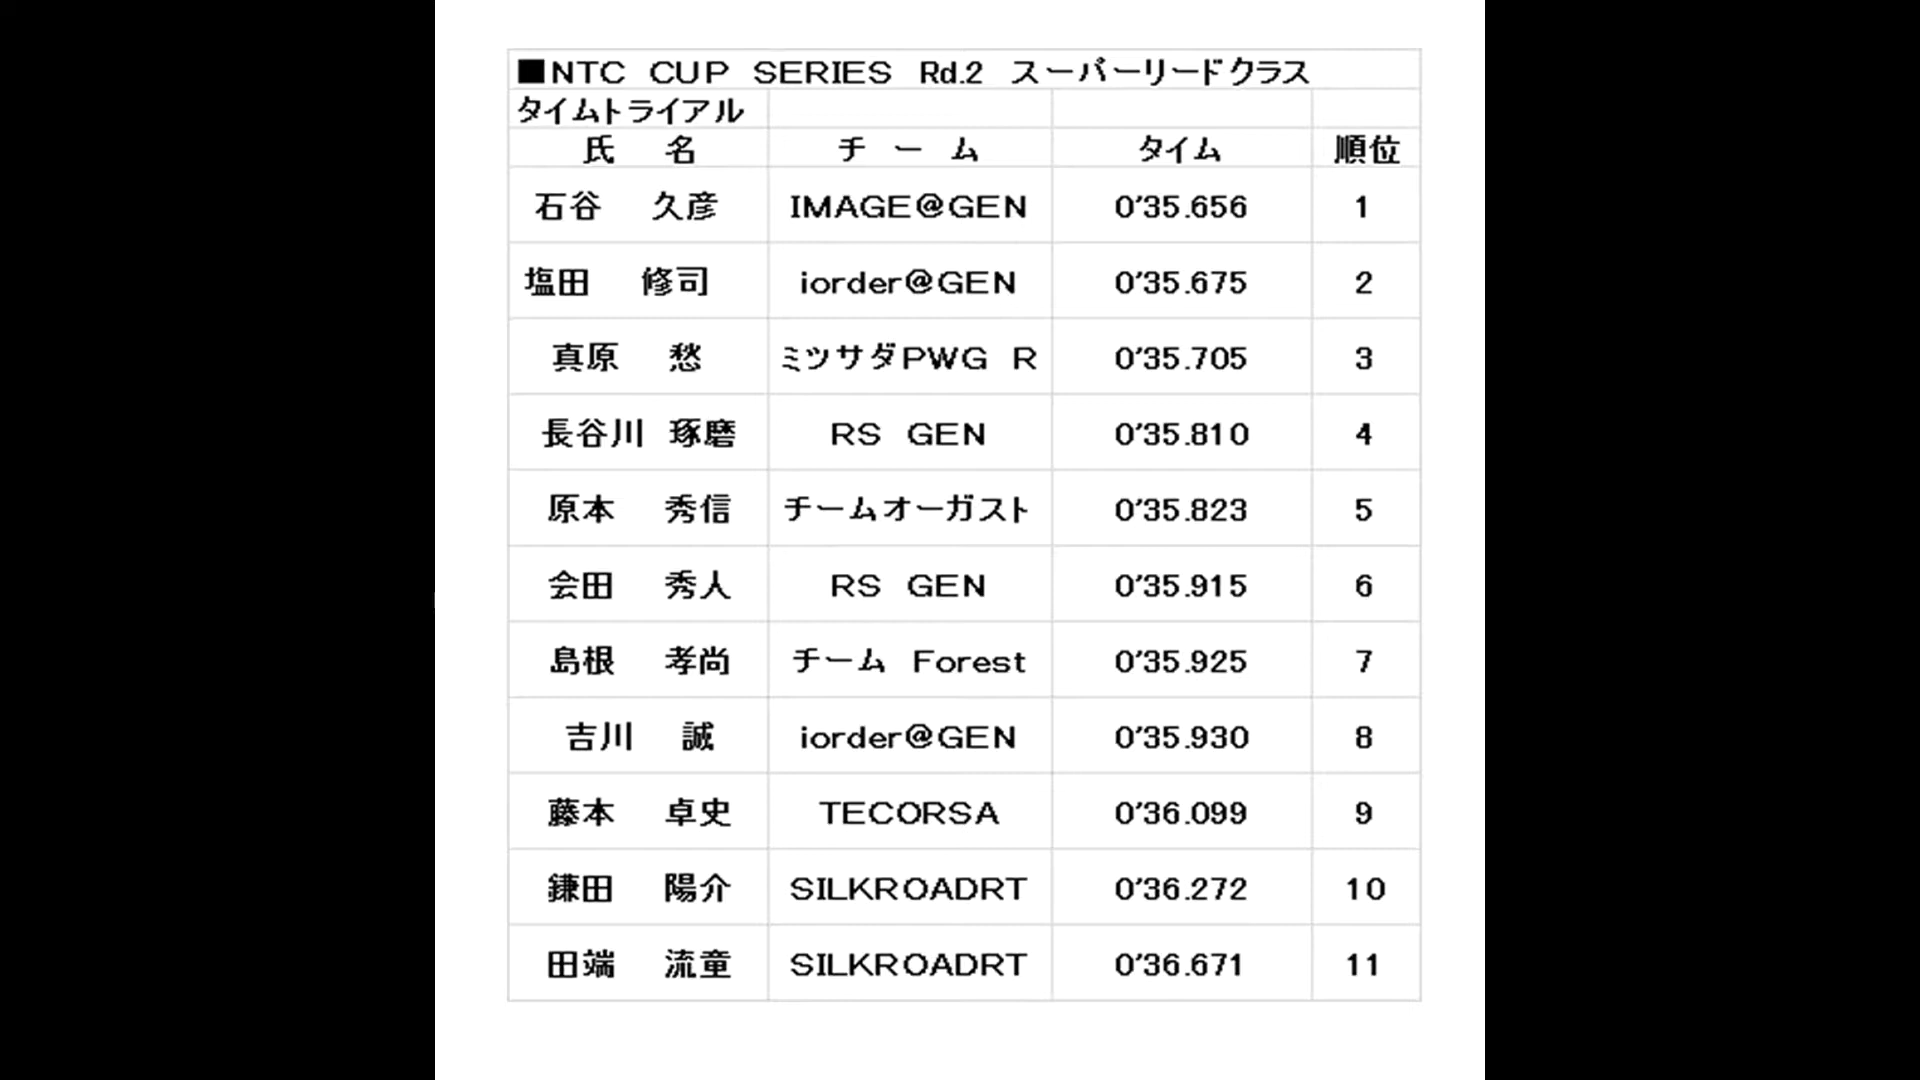 ■NTC CUP SERIES Rd.2 スーパーリードクラス
タイムトライアル
氏 名 チ ー ム タイム 順位
石谷 久彦 IMAGE@GEN 0'35.656 1
塩田 修司 iorder@GEN 0'35.675 2
真原 愁 ミツサダPWG R 0'35.705 3
長谷川 琢磨 RS GEN 0'35.810 4
原本 秀信 チームオーガスト 0'35.823 5
会田 秀人 RS GEN 0'35.915 6
島根 孝尚 チーム Forest 0'35.925 7
吉川 誠 iorder@GEN 0'35.930 8
藤本 卓史 TECORSA 0'36.099 9
鎌田 陽介 SILKROADRT 0'36.272 10
田端 流童 SILKROADRT 0'36.671 11